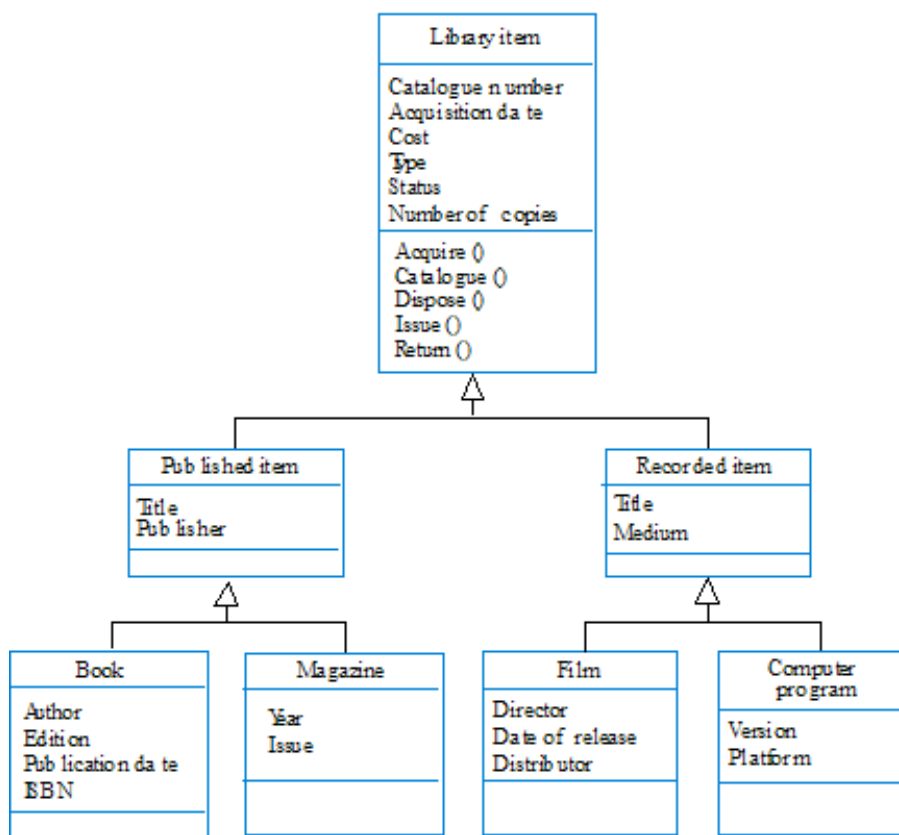 Library item
Catalogue number
Acquisition date
Cost
Type
Status
Number of copies
Acquire ()
Catalogue ()
Dispose ()
Issue ()
Return ()
Published item
Title
Publisher
Recorded item
Title
Medium
Book
Author
Edition
Publication date
ISBN
Magazine
Year
Issue
Film
Director
Date of release
Distributor
Computer
program
Version
Platform